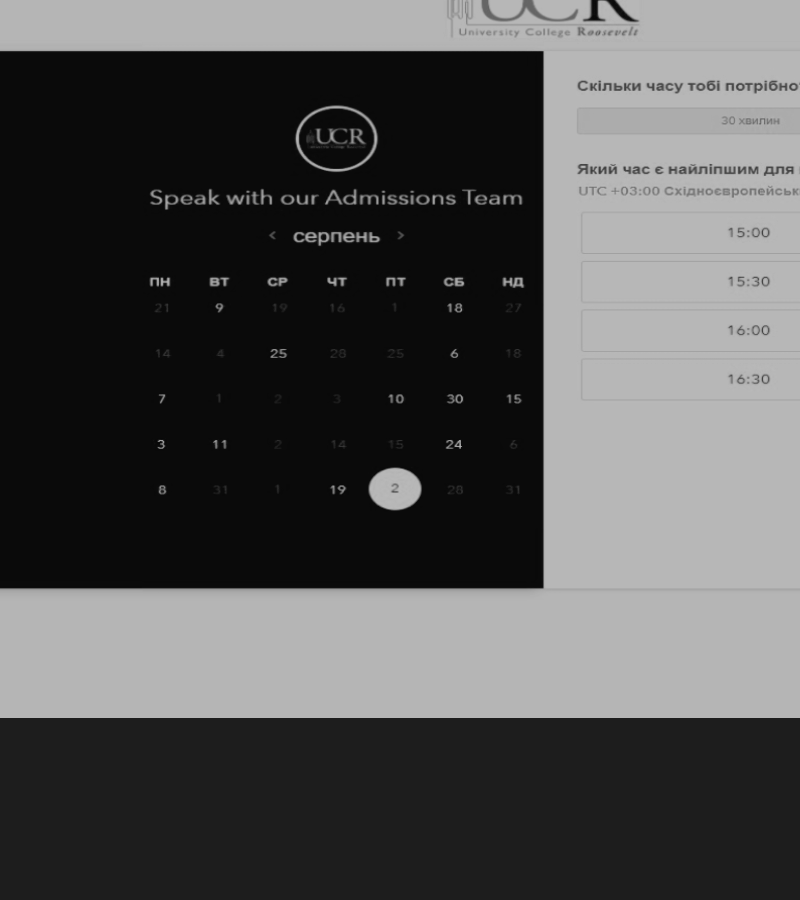 UCR
University College Roosevelt
UCR
Speak with our Admissions Team
< серпень >
ПН ВТ СР ЧТ ПТ СБ НД
21 9 19 16 1 18 27
14 4 25 28 25 6 18
7 1 2 3 10 30 15
3 11 2 14 15 24 6
8 31 1 19 2 28 31
Скільки часу тобі потрібно
30 хвилин
Який час є найліпшим для
UTC +03:00 Східноєвропейськ
15:00
15:30
16:00
16:30